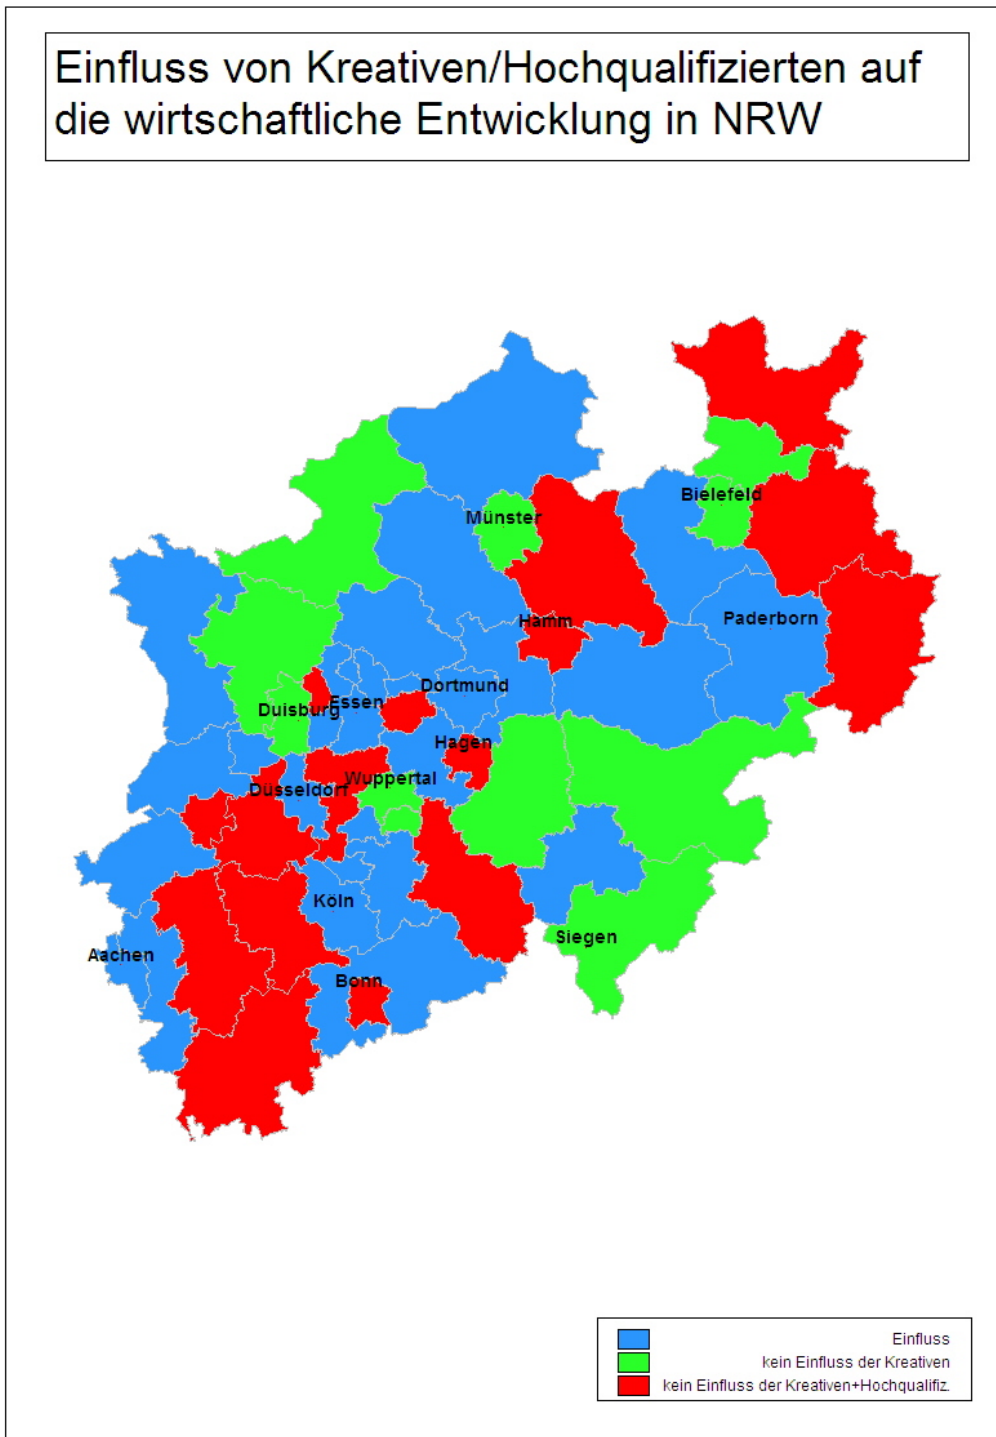 Einfluss von Kreativen/Hochqualifizierten auf
die wirtschaftliche Entwicklung in NRW
Bielefeld
Münster
Paderborn
Hamm
Dortmund
Essen
Duisburg
Hagen
Wuppertal
Düsseldorf
Köln
Siegen
Aachen
Bonn
Einfluss
kein Einfluss der Kreativen
kein Einfluss der Kreativen+Hochqualifiz.